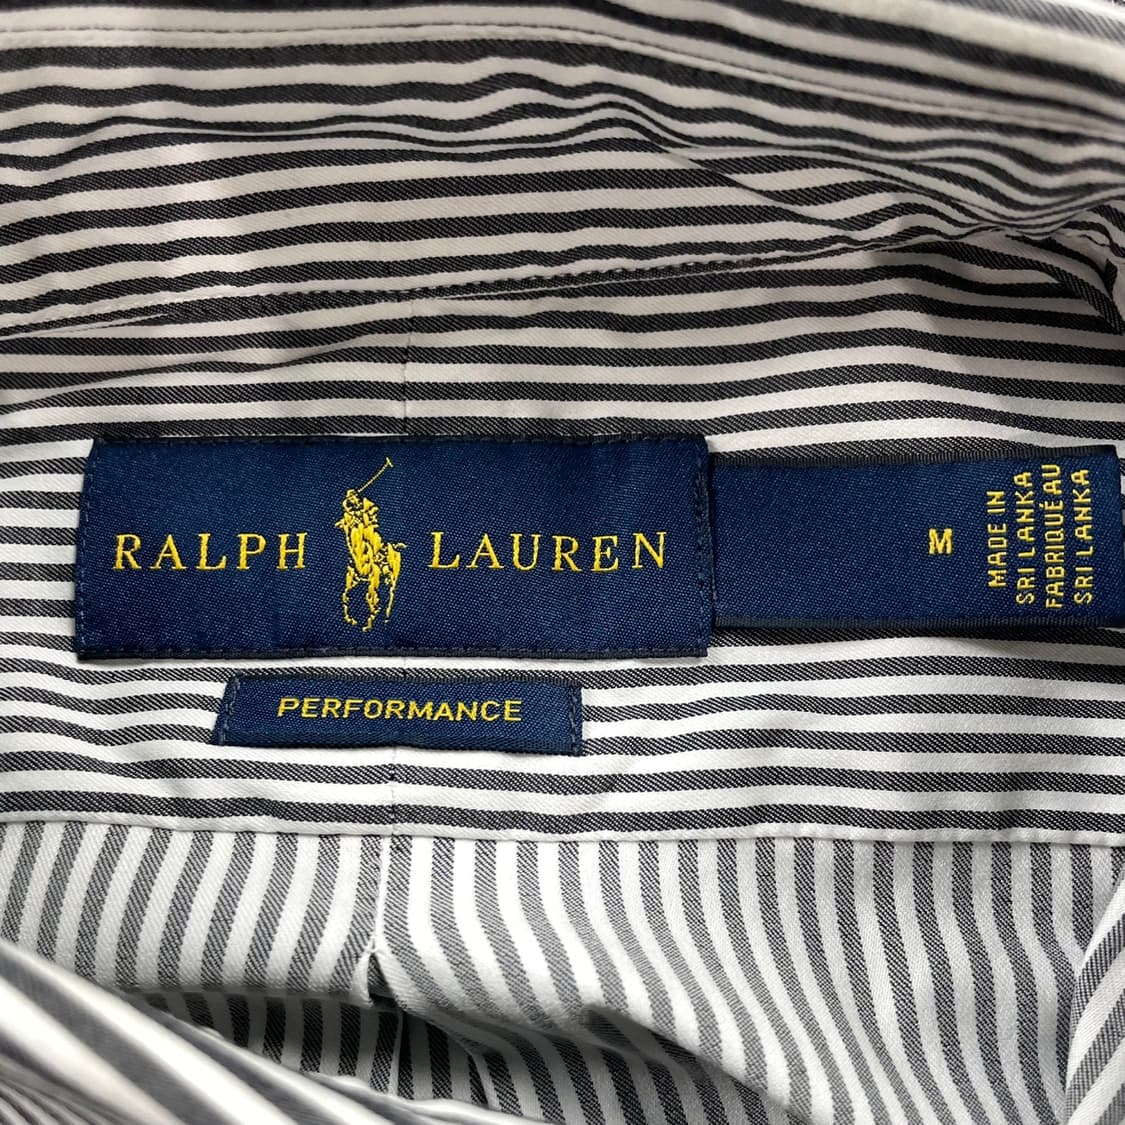 RALPH LAUREN
M
MADE IN
SRI LANKA
FABRIQUÉ AU
SRI LANKA
PERFORMANCE